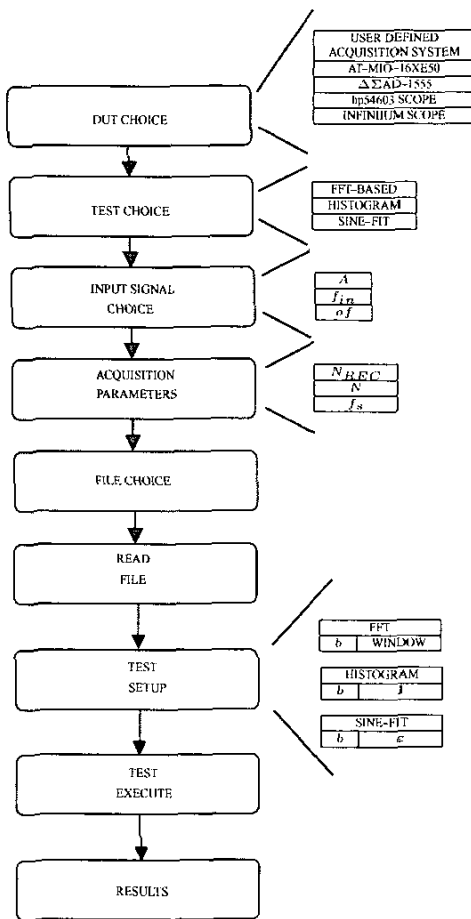 USER DEFINED
ACQUISITION SYSTEM
AT-MIO-16XE50
ΔΣAD-1555
hp54603 SCOPE
INFINIIUM SCOPE
DUT CHOICE
TEST CHOICE
FFT-BASED
HISTOGRAM
SINE-FIT
INPUT SIGNAL
CHOICE
A
f_in
of
ACQUISITION
PARAMETERS
N_REC
N
f_s
FILE CHOICE
READ
FILE
TEST
SETUP
FFT
b WINDOW
HISTOGRAM
b
SINE-FIT
b ε
TEST
EXECUTE
RESULTS